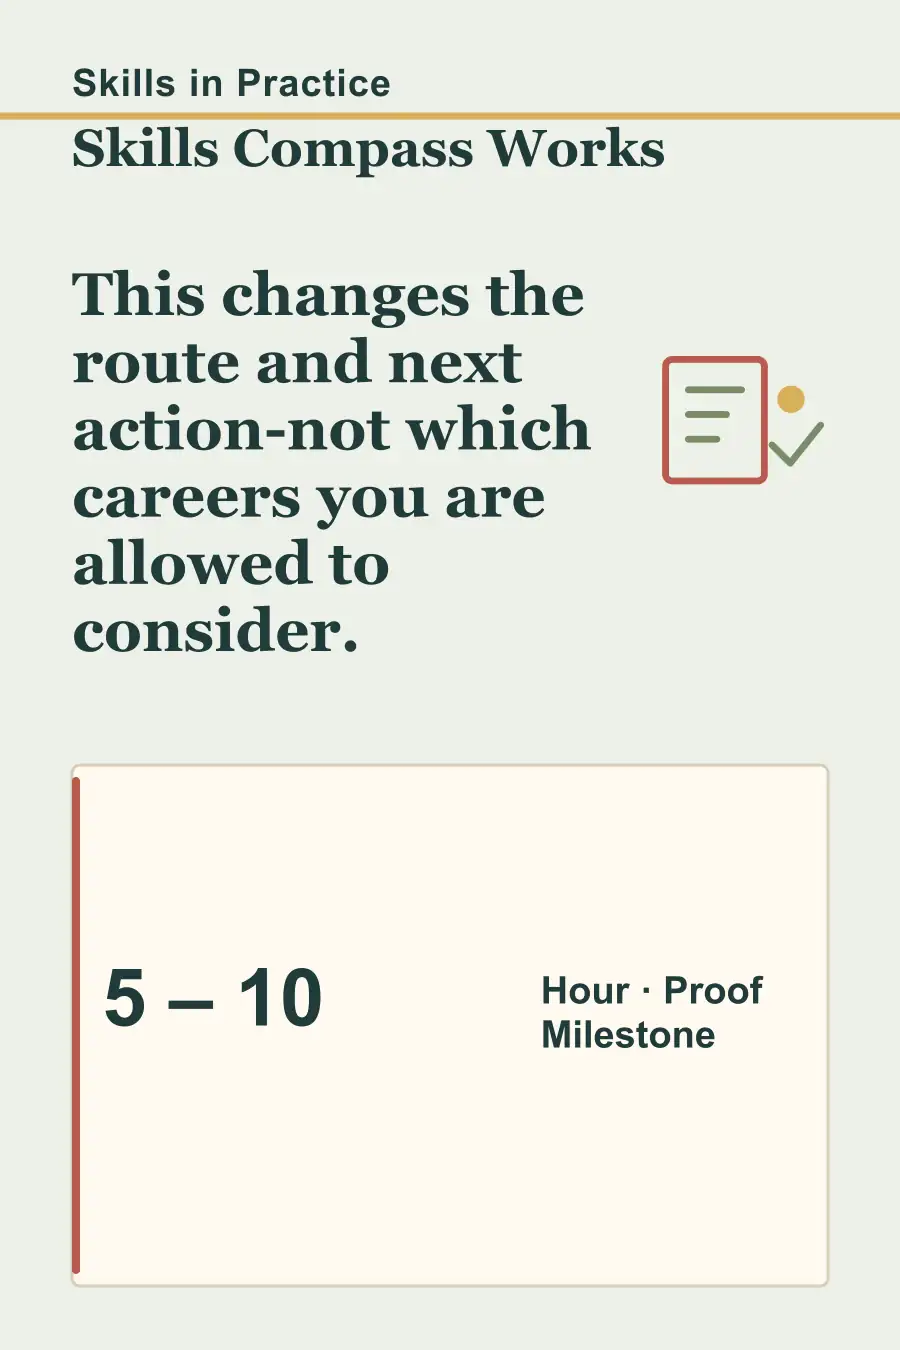 Skills in Practice
Skills Compass Works
This changes the
route and next
action-not which
careers you are
allowed to
consider.
5 – 10
Hour · Proof
Milestone